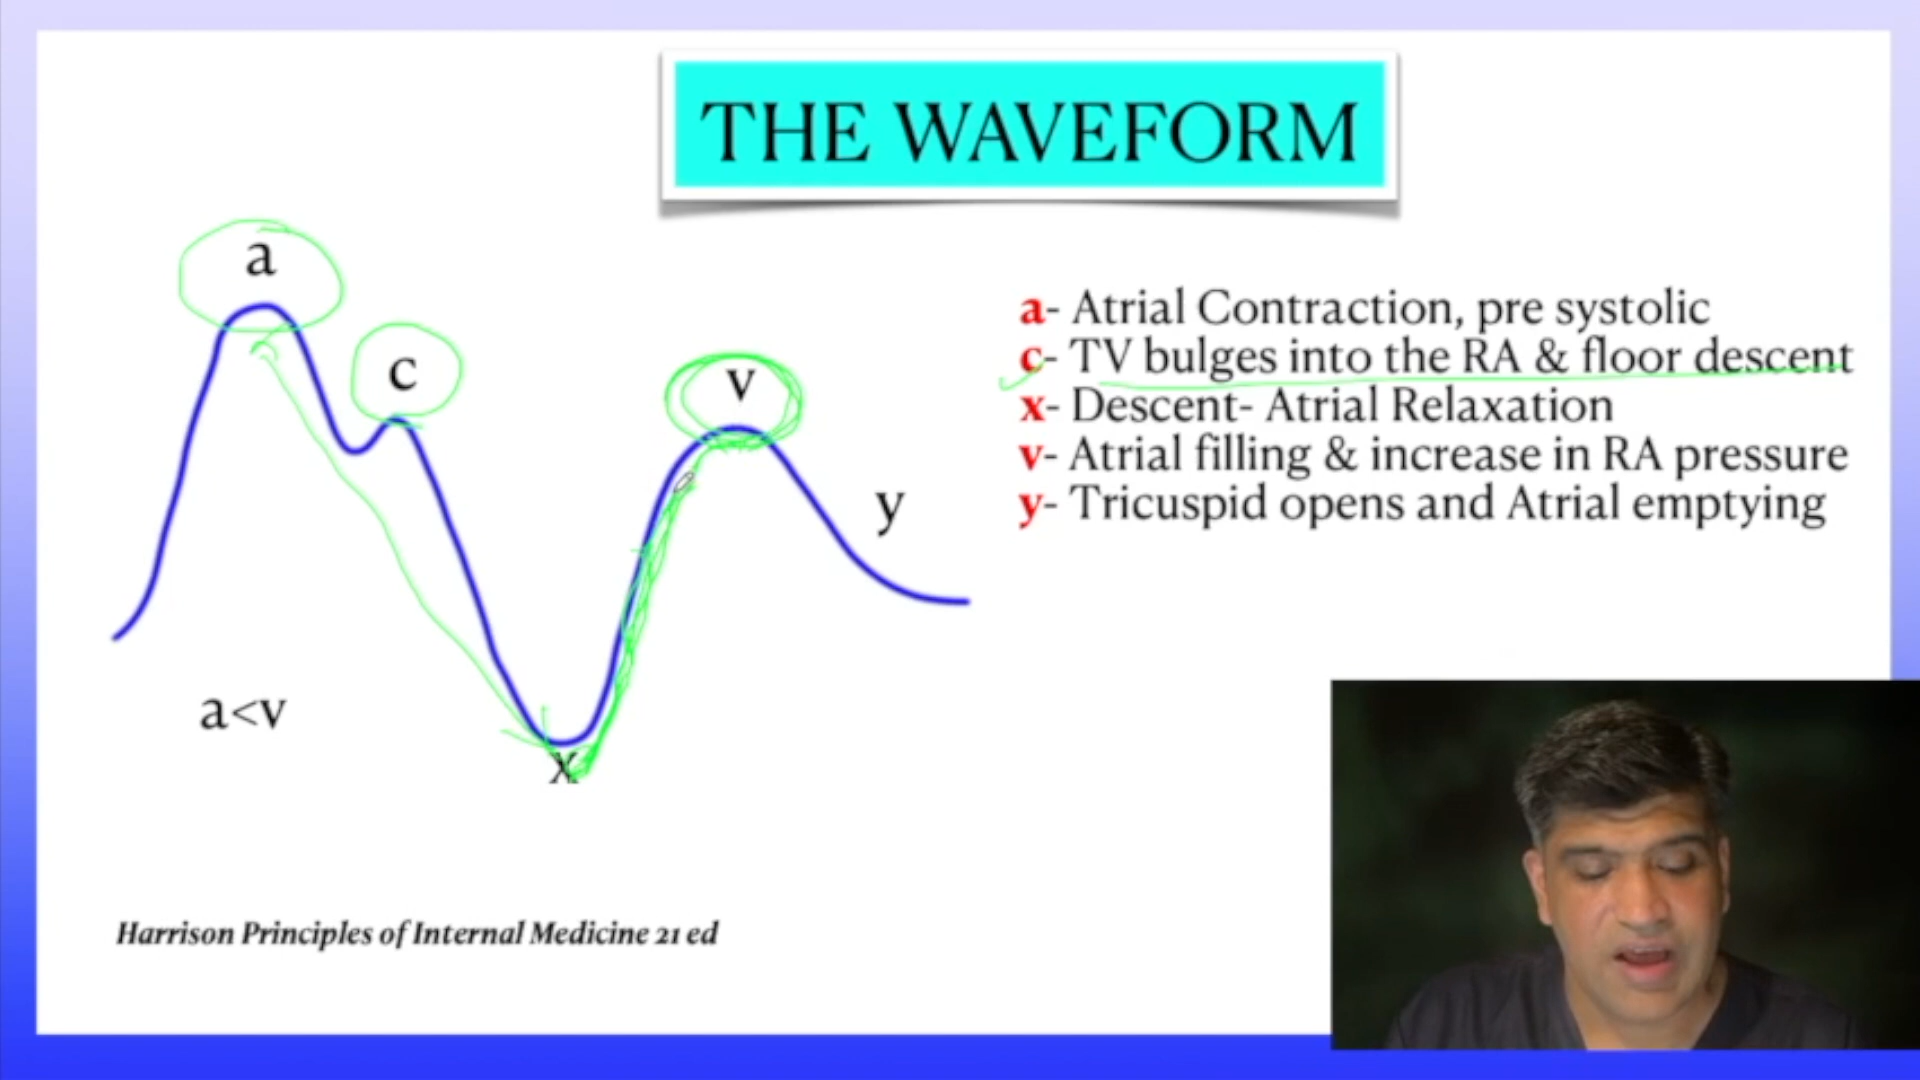 THE WAVEFORM
a
c
v
y
x
a<v
a- Atrial Contraction, pre systolic
c- TV bulges into the RA & floor descent
x- Descent- Atrial Relaxation
v- Atrial filling & increase in RA pressure
y- Tricuspid opens and Atrial emptying
Harrison Principles of Internal Medicine 21 ed